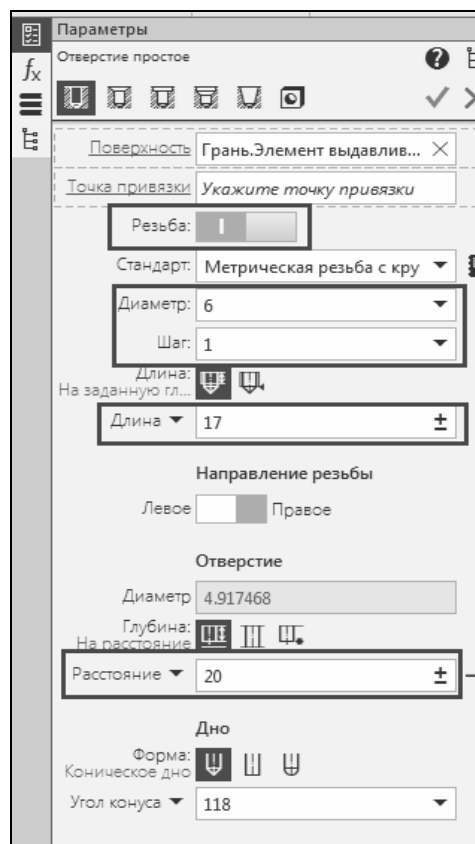 Параметры
Отверстие простое
Поверхность Грань.Элемент выдавлив...
Точка привязки Укажите точку привязки
Резьба:
Стандарт: Метрическая резьба с кру
Диаметр: 6
Шаг: 1
Длина:
На заданную гл...
Длина 17
Направление резьбы
Левое Правое
Отверстие
Диаметр 4.917468
Глубина:
На расстояние
Расстояние 20
Дно
Форма:
Коническое дно
Угол конуса 118